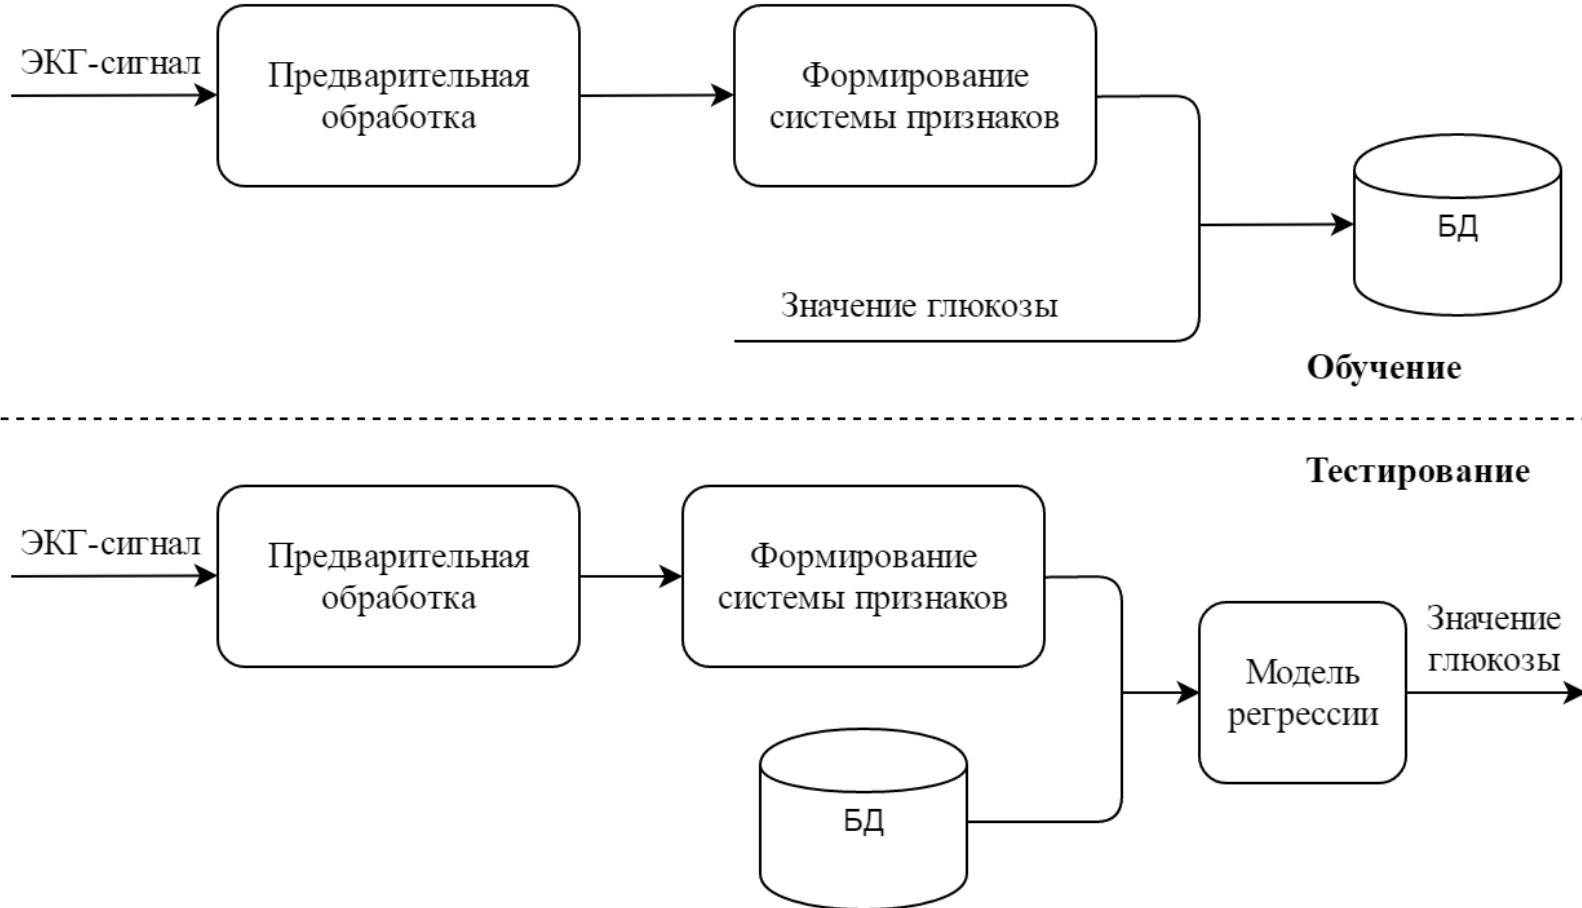 ЭКГ-сигнал
Предварительная
обработка
Формирование
системы признаков
БД
Значение глюкозы
Обучение
Тестирование
ЭКГ-сигнал
Предварительная
обработка
Формирование
системы признаков
БД
Модель
регрессии
Значение
глюкозы